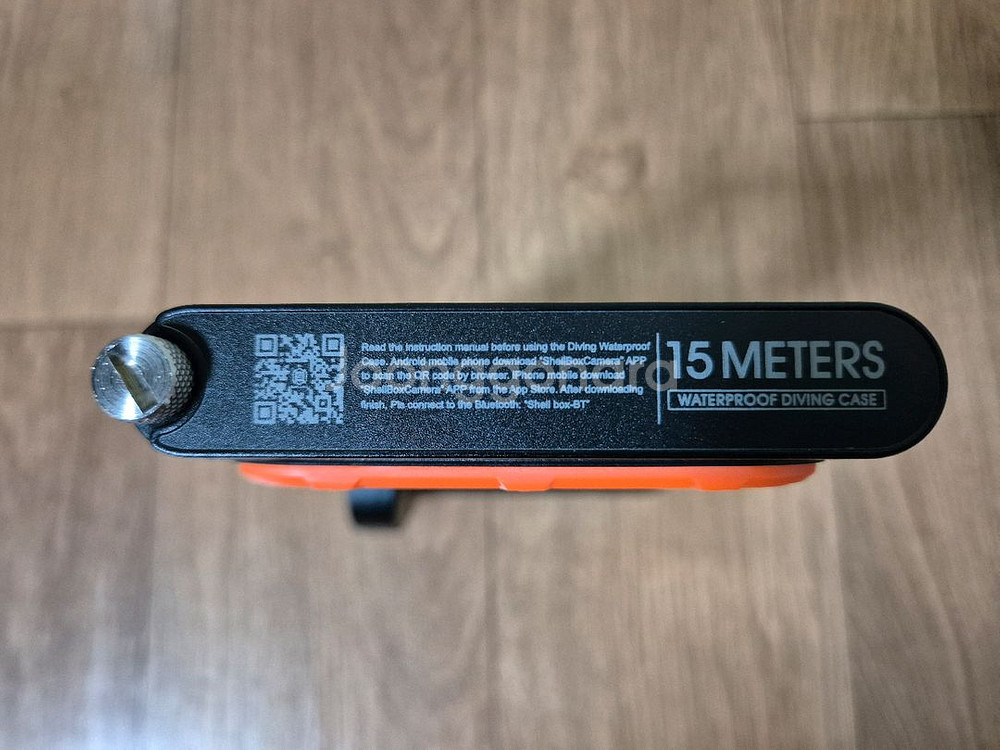 Read the instruction manual before using the Diving Waterproof
Case. Android mobile phone download "ShellBoxCamera" APP
to scan the QR code by browser. IPhone mobile download
"ShellBoxCamera" APP from the App Store. After downloading
finish, Pls connect to the Bluetooth: "Shell box-BT"
15 METERS
WATERPROOF DIVING CASE